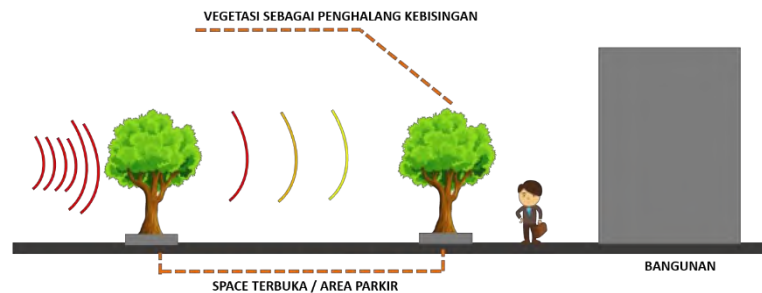 VEGETASI SEBAGAI PENGHALANG KEBISINGAN
BANGUNAN
SPACE TERBUKA / AREA PARKIR